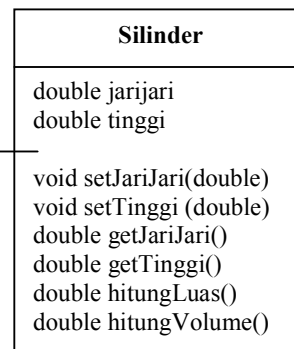 Silinder
double jarijari
double tinggi
void setJariJari(double)
void setTinggi (double)
double getJariJari()
double getTinggi()
double hitungLuas()
double hitungVolume()